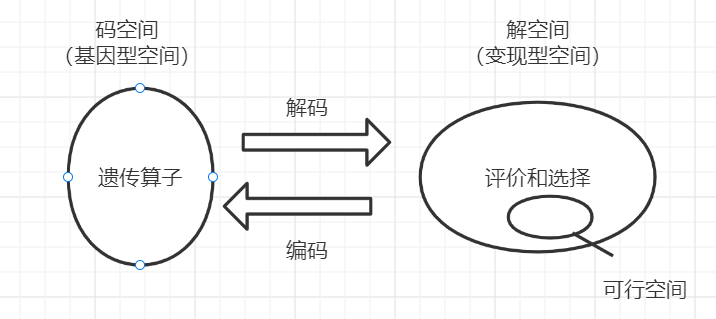 码空间
（基因型空间）
解空间
（变现型空间）
解码
遗传算子
评价和选择
编码
可行空间